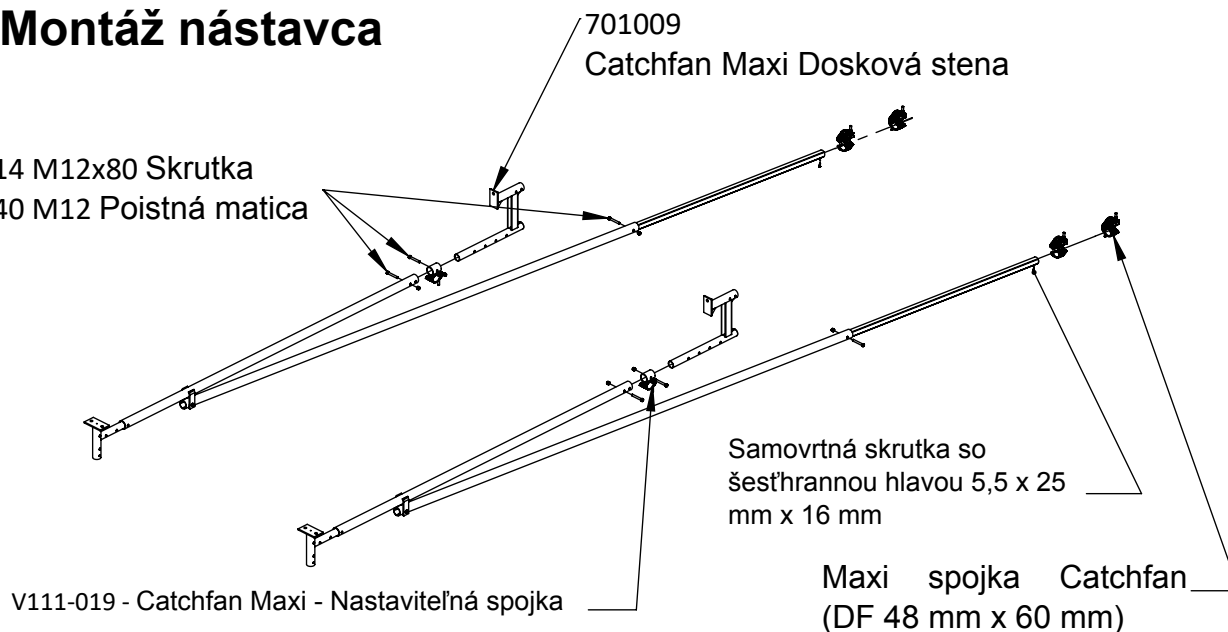 Montáž nástavca
701009
Catchfan Maxi Dosková stena
14 M12x80 Skrutka
40 M12 Poistná matica
Samovrtná skrutka so
šesťhrannou hlavou 5,5 x 25
mm x 16 mm
V111-019 - Catchfan Maxi - Nastaviteľná spojka
Maxi spojka Catchfan
(DF 48 mm x 60 mm)